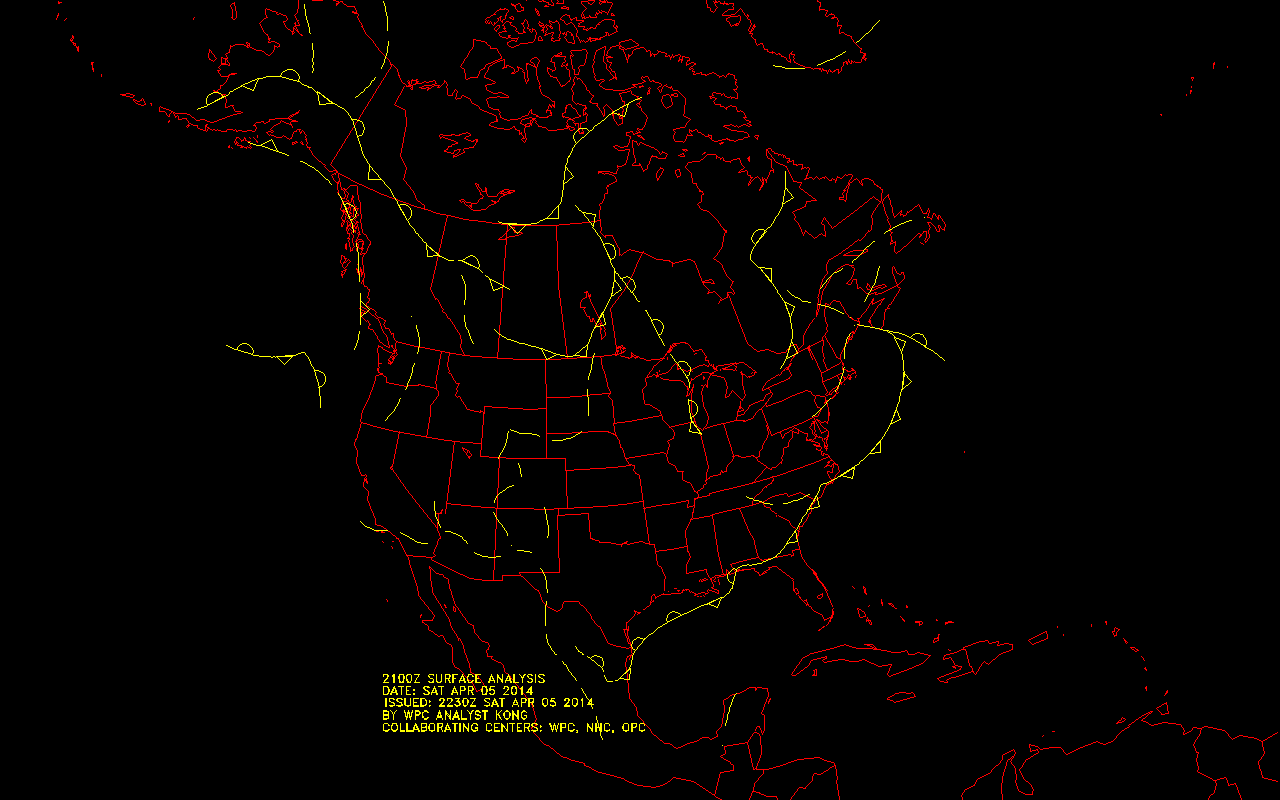 2100Z SURFACE ANALYSIS
DATE: SAT APR 05 2014
ISSUED: 2230Z SAT APR 05 2014
BY WPC ANALYST KONG
COLLABORATING CENTERS: WPC, NHC, OPC